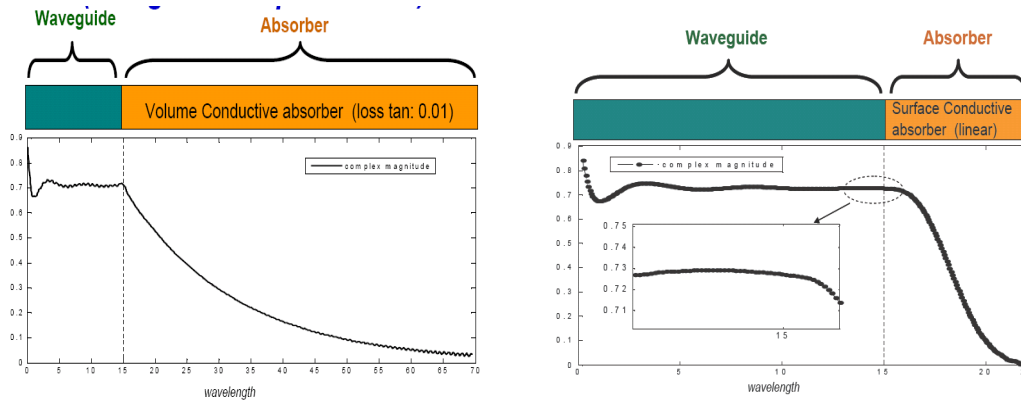 Waveguide
Absorber
Volume Conductive absorber (loss tan: 0.01)
0.9
0.8
0.7
0.6
0.5
0.4
0.3
0.2
0.1
0
complex magnitude
0 5 10 15 20 25 30 35 40 45 50 55 60 65 70
wavelength
Waveguide
Absorber
Surface Conductive
absorber (linear)
0.9
0.8
0.7
0.6
0.5
0.4
0.3
0.2
0.1
0
complex magnitude
0.75
0.73
0.71
15
0 5 10 15 20
wavelength